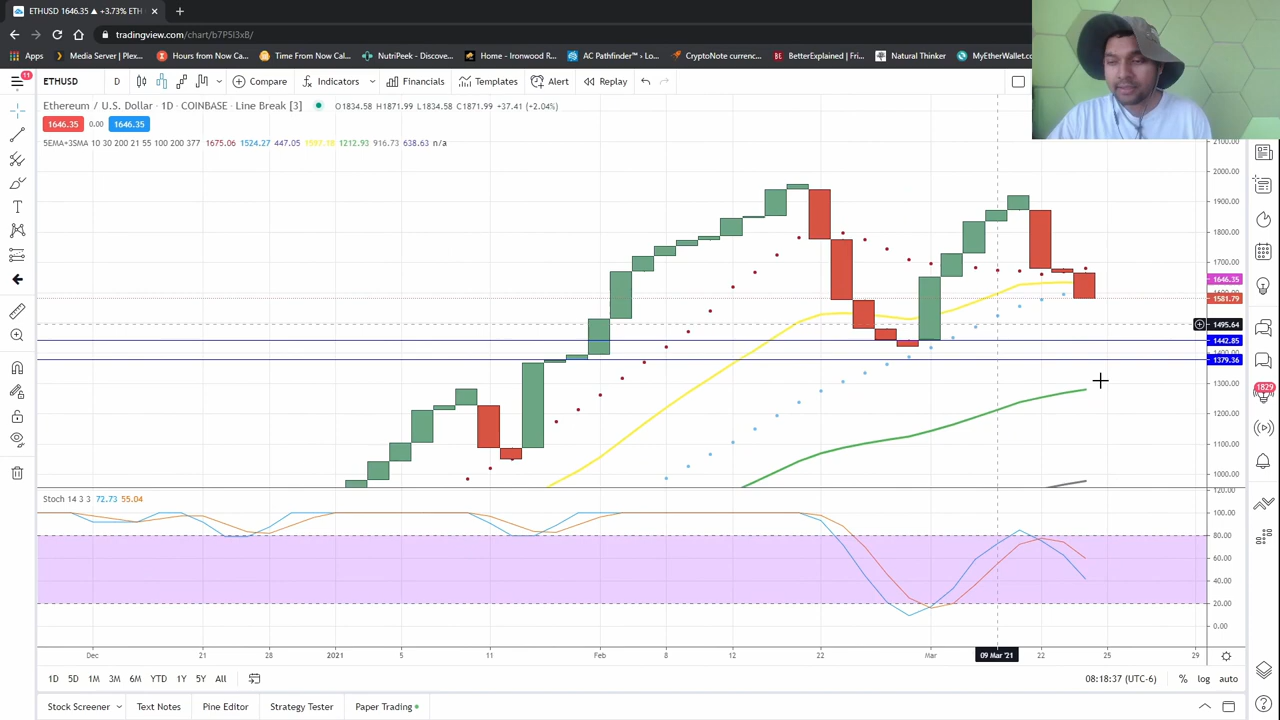 ETHUSD 1646.35 ▲ +3.73% ETH
tradingview.com/chart/b7P5I3xB/
Apps
Media Server | Plex...
Hours from Now Cal...
Time From Now Cal...
NutriPeek - Discove...
Home - Ironwood R...
AC Pathfinder™ › Lo...
CryptoNote currenc...
BetterExplained | Fin...
Natural Thinker
MyEtherWallet.co
11
ETHUSD
D
Compare
Indicators
Financials
Templates
Alert
Replay
Ethereum / U.S. Dollar · 1D · COINBASE · Line Break [3]
O1834.58 H1871.99 L1834.58 C1871.99 +37.41 (+2.04%)
1646.35 0.00 1646.35
5EMA+3SMA 10 30 200 21 55 100 200 377 1675.06 1524.27 447.05 1597.18 1212.93 916.73 638.63 n/a
2100.00
2000.00
1900.00
1800.00
1700.00
1646.35
1581.79
1495.64
1442.85
1379.36
1300.00
1200.00
1100.00
1000.00
1829
Stoch 14 3 3 72.73 55.04
120.00
100.00
80.00
60.00
40.00
20.00
0.00
Dec 21 28 2021 5 11 Feb 8 12 22 Mar 09 Mar '21 22 25 29
1D 5D 1M 3M 6M YTD 1Y 5Y All
08:18:37 (UTC-6)
% log auto
Stock Screener
Text Notes
Pine Editor
Strategy Tester
Paper Trading